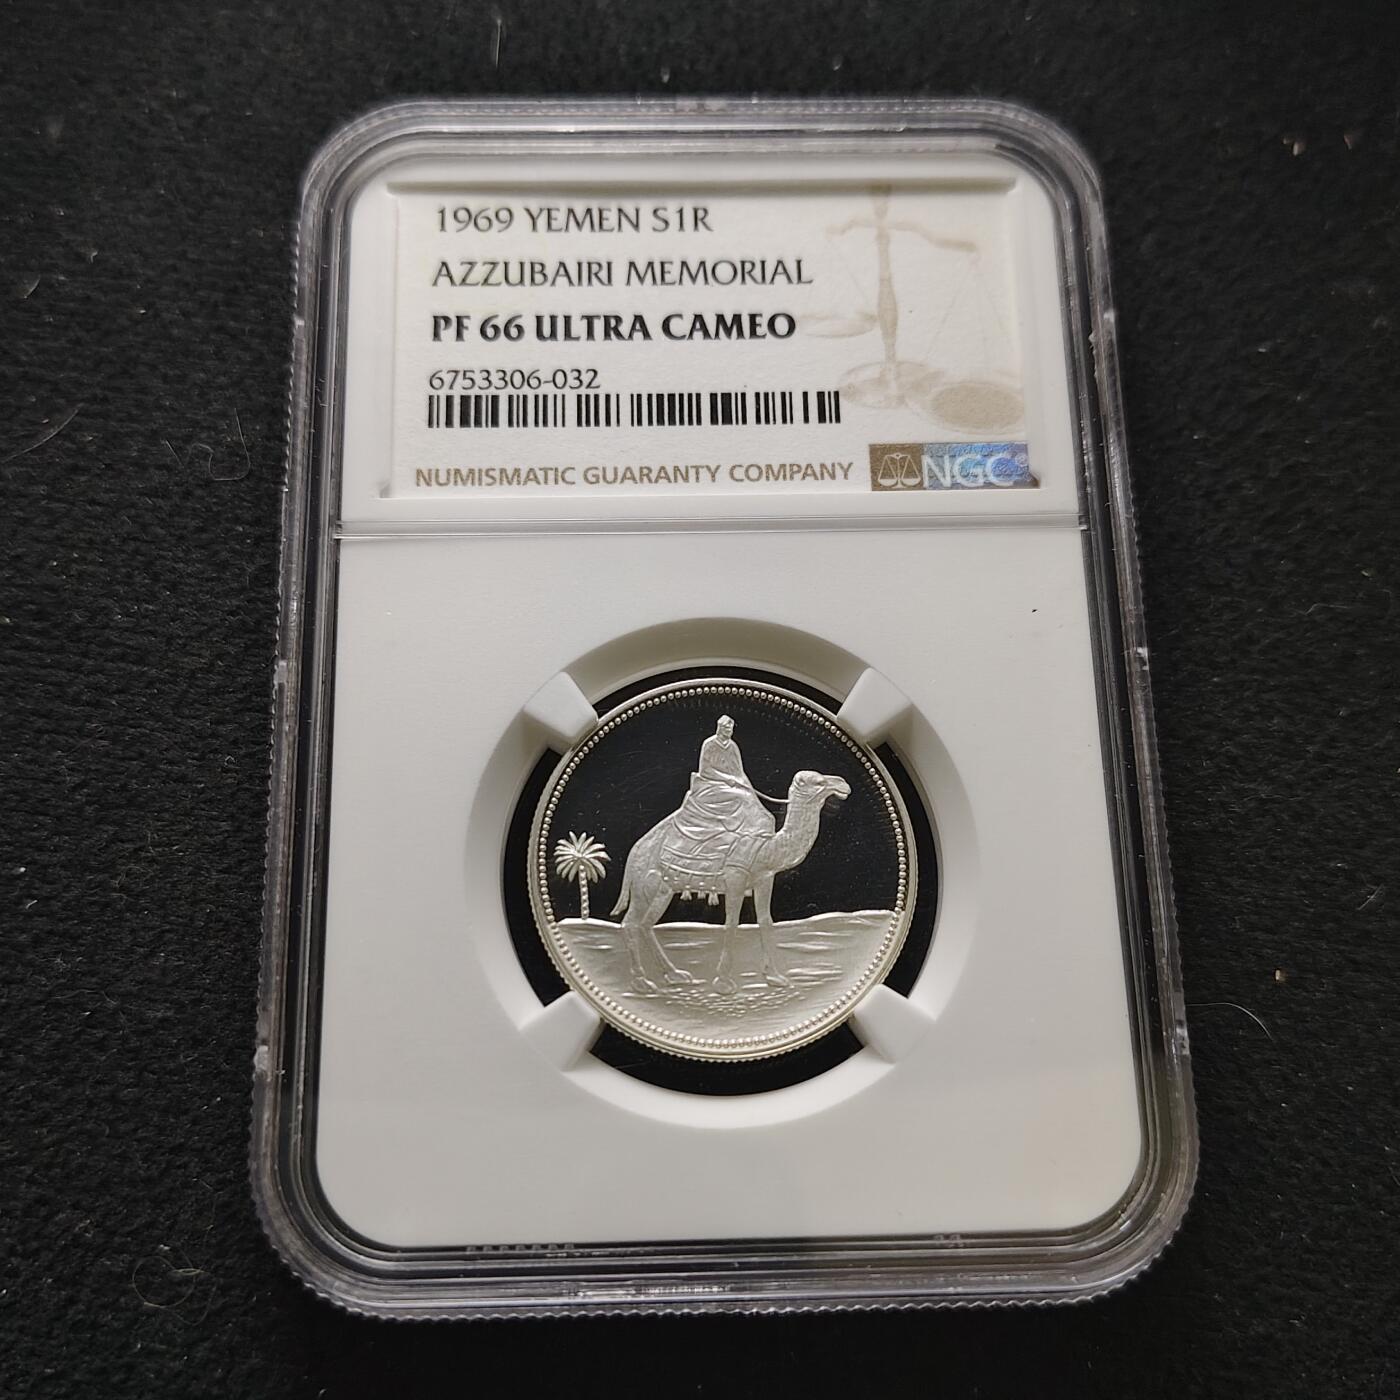 1969 YEMEN S1R
AZZUBAIRI MEMORIAL
PF 66 ULTRA CAMEO
6753306-032
NUMISMATIC GUARANTY COMPANY NGC